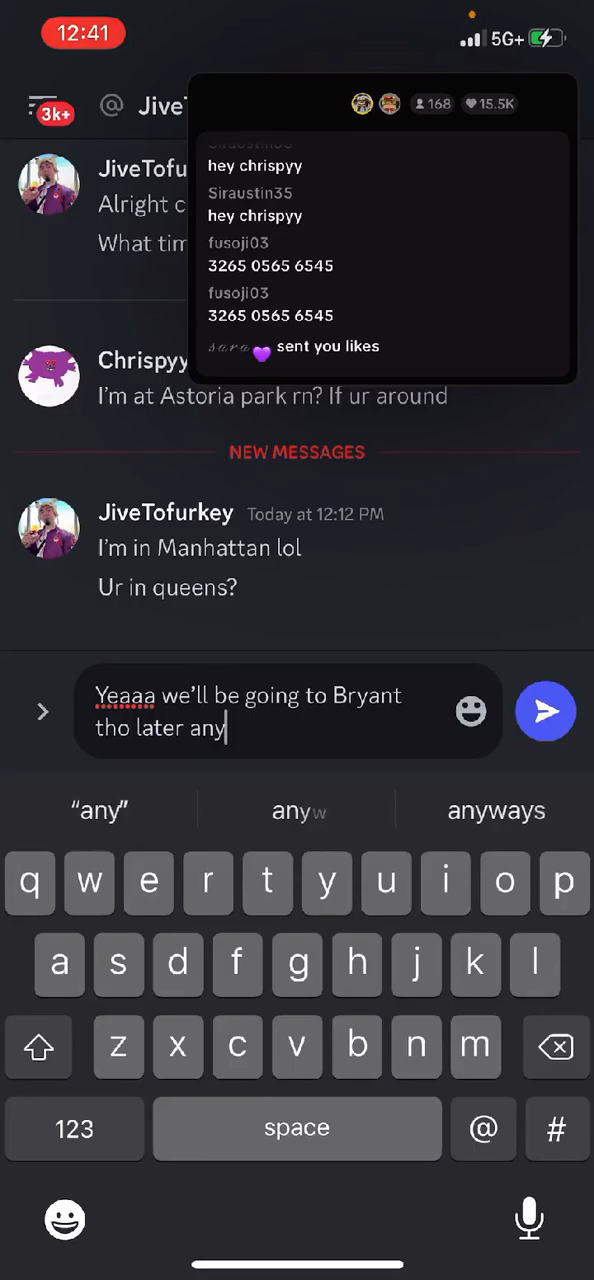 12:41
5G+
3k+
@ Jive
168
15.5K
Siraustin35
hey chrispyy
Siraustin35
hey chrispyy
fusoji03
3265 0565 6545
fusoji03
3265 0565 6545
𝓼𝓪𝓻𝓪💜 sent you likes
JiveTofu
Alright c
What tim
Chrispyy
I'm at Astoria park rn? If ur around
NEW MESSAGES
JiveTofurkey Today at 12:12 PM
I'm in Manhattan lol
Ur in queens?
Yeaaa we'll be going to Bryant
tho later any
"any" anyw anyways
q w e r t y u i o p
a s d f g h j k l
z x c v b n m
123 space @ #